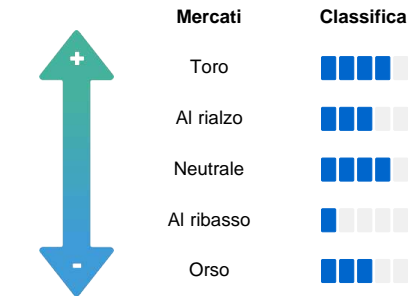 Mercati Classifica
+
Toro
Al rialzo
Neutrale
Al ribasso
Orso
-